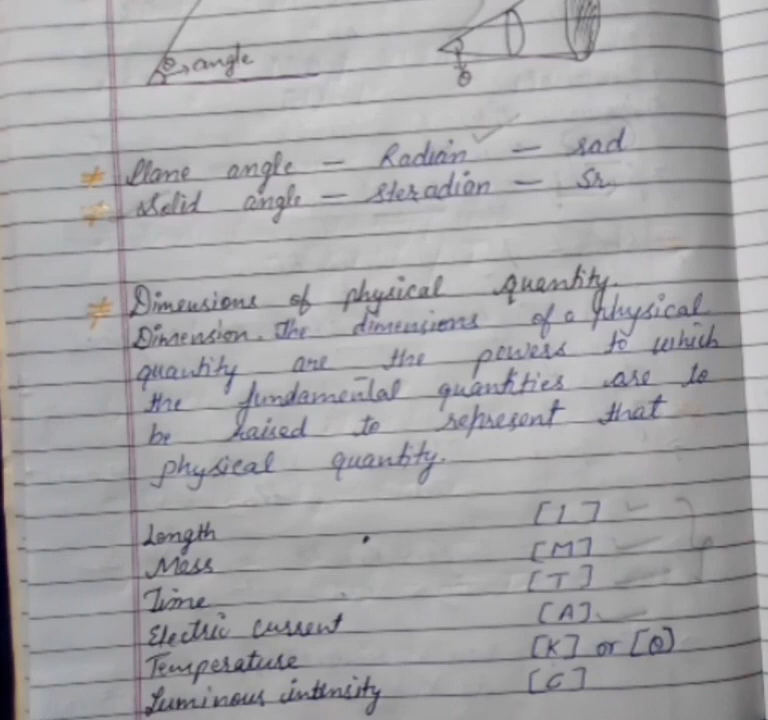 θ → angle
θ
* Plane angle – Radian – rad
* Solid angle – Steradian – Sr.
* Dimensions of physical quantity.
Dimension. The dimensions of a physical
quantity are the powers to which
the fundamental quantities are to
be raised to represent that
physical quantity.
Length [L]
Mass [M]
Time [T]
Electric current [A]
Temperature [K] or [θ]
Luminous intensity [C]